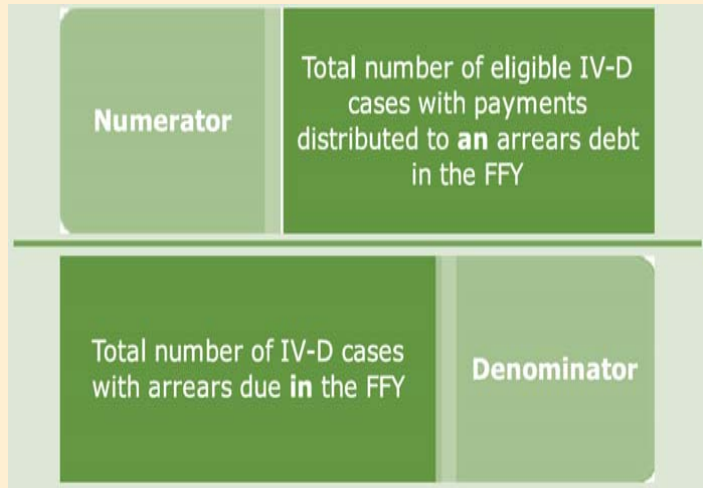 Numerator
Total number of eligible IV-D
cases with payments
distributed to an arrears debt
in the FFY
Total number of IV-D cases
with arrears due in the FFY
Denominator